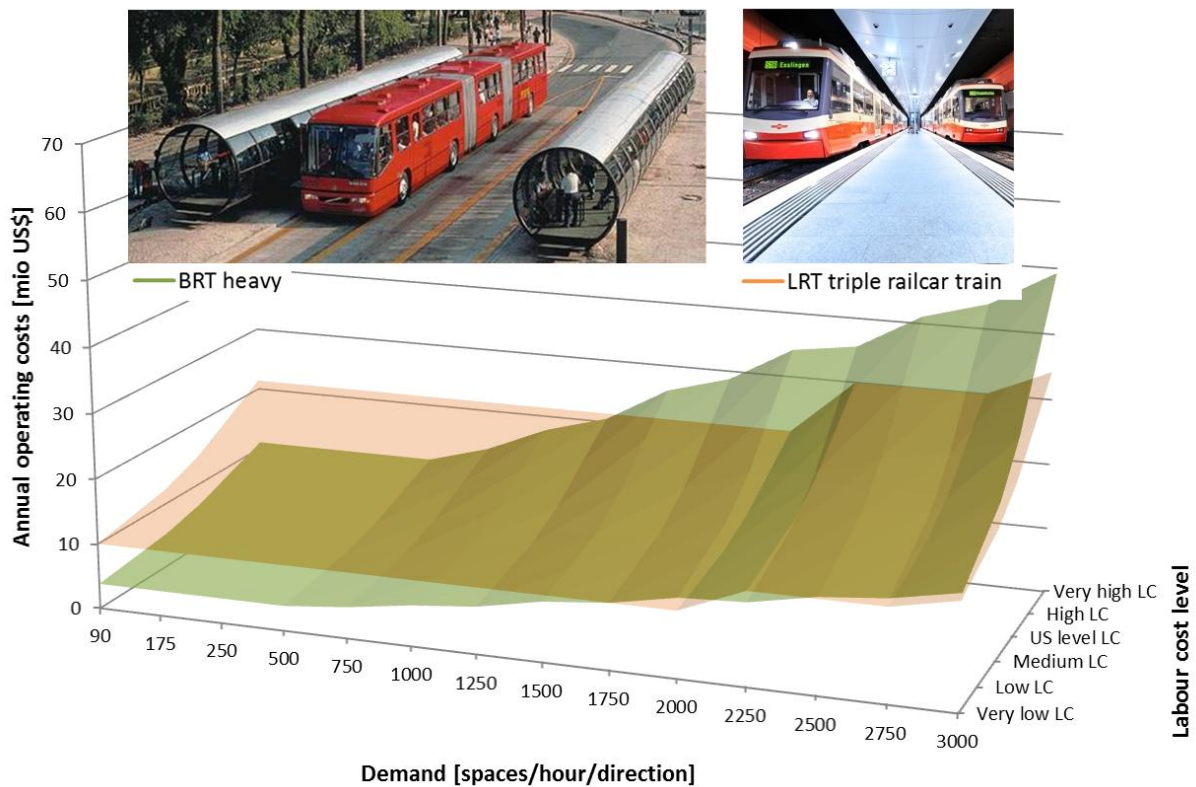 Esslingen
BRT heavy
LRT triple railcar train
Annual operating costs [mio US$]
70
60
50
40
30
20
10
0
90
175
250
500
750
1000
1250
1500
1750
2000
2250
2500
2750
3000
Demand [spaces/hour/direction]
Very high LC
High LC
US level LC
Medium LC
Low LC
Very low LC
Labour cost level